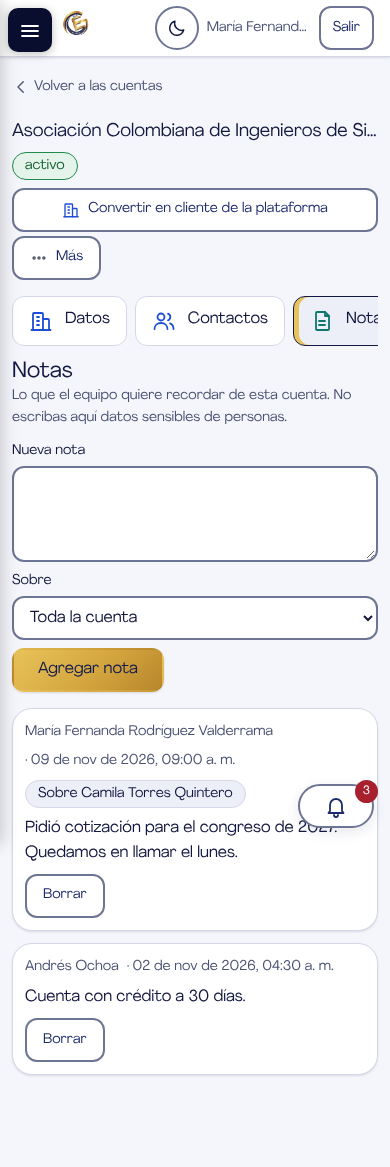 María Fernand...
Salir
Volver a las cuentas
Asociación Colombiana de Ingenieros de Si...
activo
Convertir en cliente de la plataforma
Más
Datos
Contactos
Nota
Notas
Lo que el equipo quiere recordar de esta cuenta. No
escribas aquí datos sensibles de personas.
Nueva nota
Sobre
Toda la cuenta
Agregar nota
María Fernanda Rodríguez Valderrama
· 09 de nov de 2026, 09:00 a. m.
Sobre Camila Torres Quintero
3
Pidió cotización para el congreso de 2027.
Quedamos en llamar el lunes.
Borrar
Andrés Ochoa · 02 de nov de 2026, 04:30 a. m.
Cuenta con crédito a 30 días.
Borrar